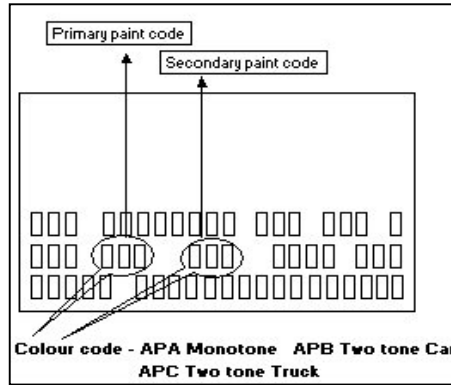 Primary paint code
Secondary paint code
Colour code - APA Monotone APB Two tone Car
APC Two tone Truck